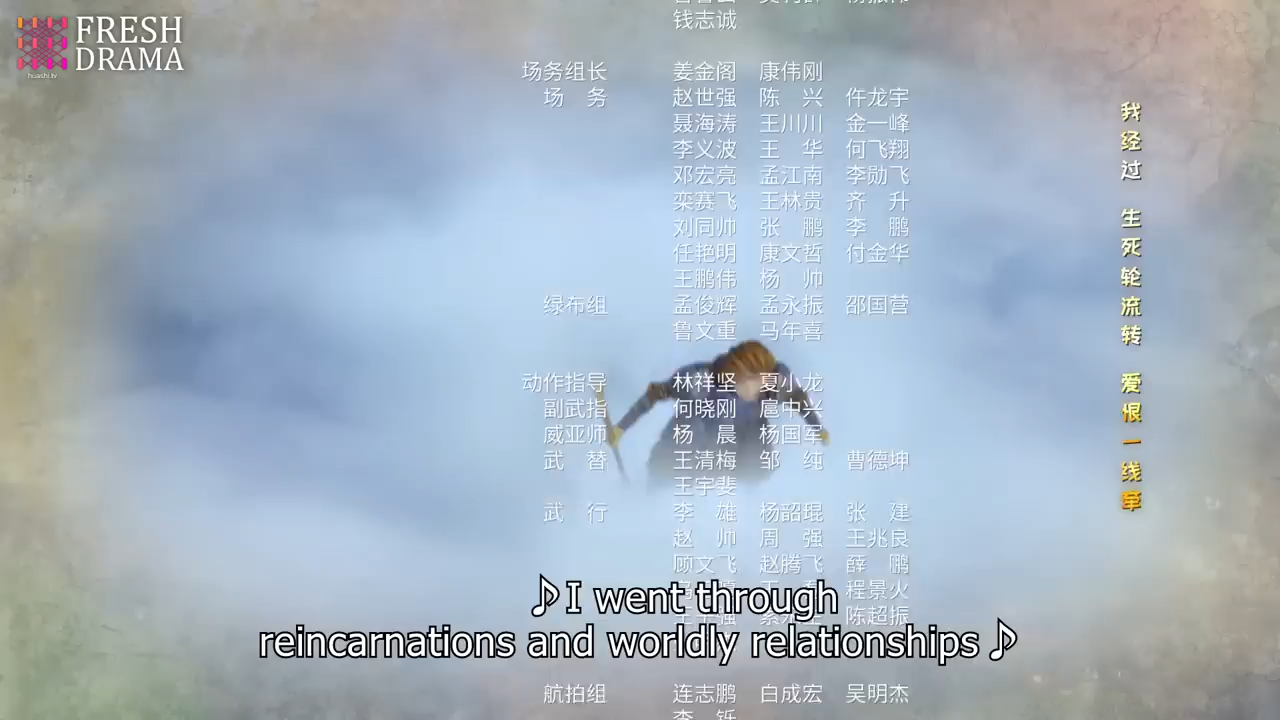 FRESH
DRAMA
huashi.tv
钱志诚
场务组长 姜金阁 康伟刚
场 务 赵世强 陈 兴 仵龙宇
聂海涛 王川川 金一峰
李义波 王 华 何飞翔
邓宏亮 孟江南 李勋飞
栾赛飞 王林贵 齐 升
刘同帅 张 鹏 李 鹏
任艳明 康文哲 付金华
王鹏伟 杨 帅
绿布组 孟俊辉 孟永振 邵国营
鲁文重 马年喜
动作指导 林祥坚 夏小龙
副武指 何晓刚 扈中兴
威亚师 杨 晨 杨国军
武 替 王清梅 邹 纯 曹德坤
王宇斐
武 行 李 雄 杨韶琨 张 建
赵 帅 周 强 王兆良
顾文飞 赵腾飞 薛 鹏
程景火
陈超振
航拍组 连志鹏 白成宏 吴明杰
李 铄
我经过 生死轮流转 爱恨一线牵
♪I went through
reincarnations and worldly relationships♪